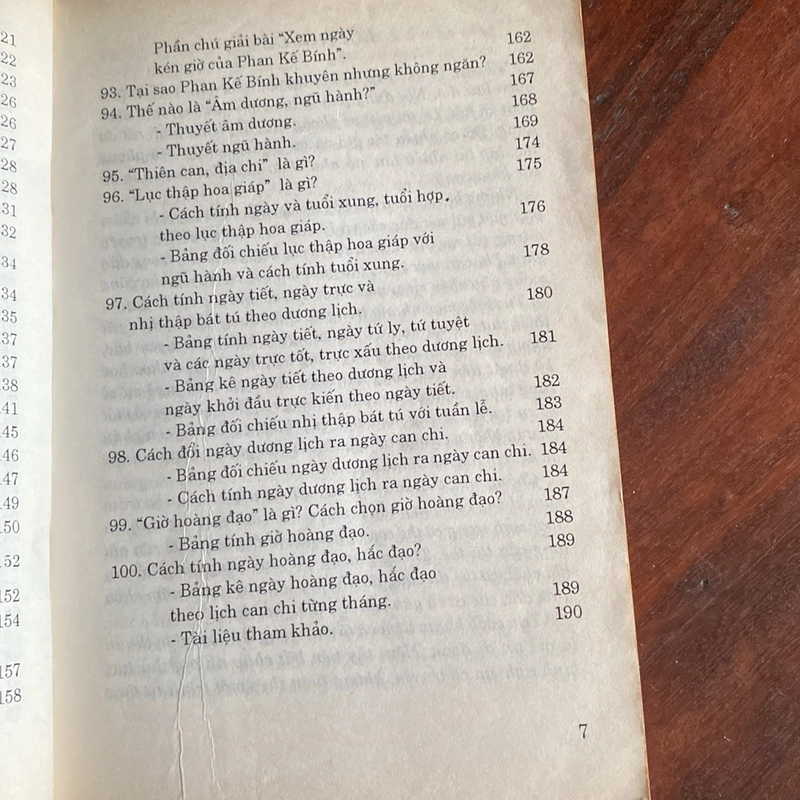 21
22
23
26
26
27
28
28
31
32
34
34
35
37
37
38
41
45
46
47
49
150
152
152
154
157
158
Phần chú giải bài "Xem ngày
kén giờ của Phan Kế Bính". 162
93. Tại sao Phan Kế Bính khuyên nhưng không ngăn? 162
94. Thế nào là "Âm dương, ngũ hành?" 167
- Thuyết âm dương. 168
- Thuyết ngũ hành. 169
95. "Thiên can, địa chi" là gì? 174
96. "Lục thập hoa giáp" là gì? 175
- Cách tính ngày và tuổi xung, tuổi hợp.
theo lục thập hoa giáp. 176
- Bảng đối chiếu lục thập hoa giáp với
ngũ hành và cách tính tuổi xung. 178
97. Cách tính ngày tiết, ngày trực và
nhị thập bát tú theo dương lịch. 180
- Bảng tính ngày tiết, ngày tứ ly, tứ tuyệt
và các ngày trực tốt, trực xấu theo dương lịch. 181
- Bảng kê ngày tiết theo dương lịch và
ngày khởi đầu trực kiến theo ngày tiết. 182
- Bảng đối chiếu nhị thập bát tú với tuần lễ. 183
98. Cách đổi ngày dương lịch ra ngày can chi. 184
- Bảng đối chiếu ngày dương lịch ra ngày can chi. 184
- Cách tính ngày dương lịch ra ngày can chi. 184
99. "Giờ hoàng đạo" là gì? Cách chọn giờ hoàng đạo? 187
- Bảng tính giờ hoàng đạo. 188
100. Cách tính ngày hoàng đạo, hắc đạo? 189
- Bảng kê ngày hoàng đạo, hắc đạo
theo lịch can chi từng tháng. 189
- Tài liệu tham khảo. 190
7